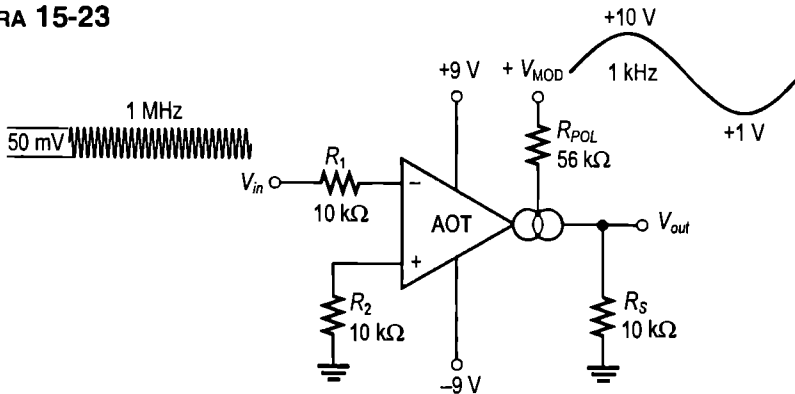 RA 15-23
+10 V
+9 V
+ V_MOD
1 kHz
+1 V
1 MHz
50 mV
R_POL
56 kΩ
R_1
V_in
10 kΩ
−
AOT
+
V_out
R_2
10 kΩ
R_S
10 kΩ
−9 V